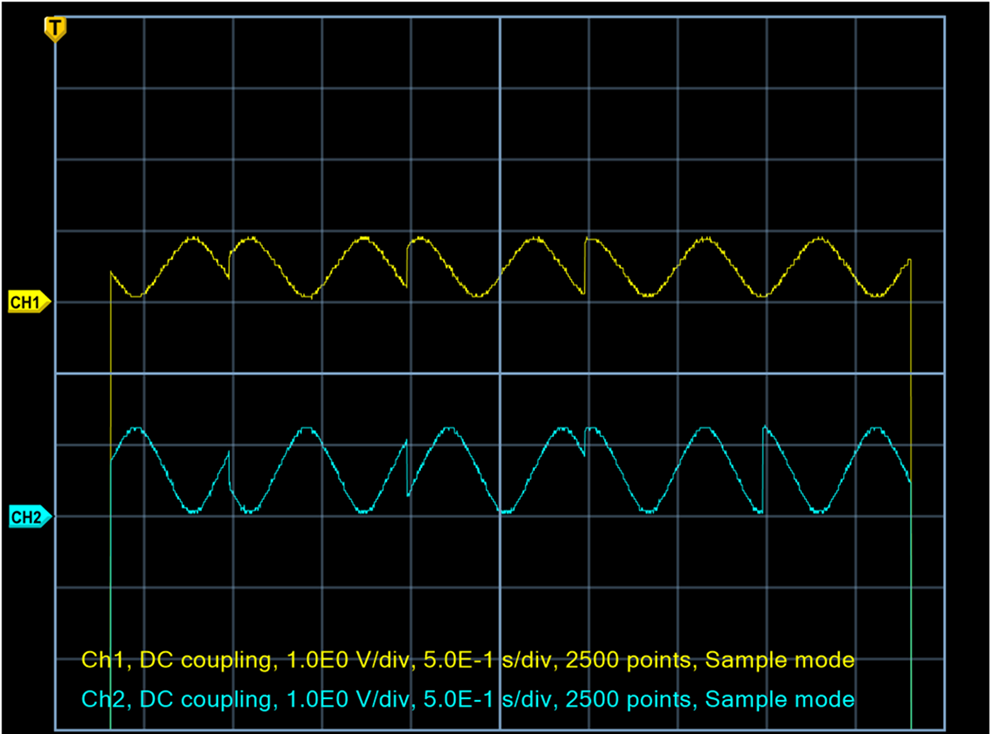 T
CH1
CH2
Ch1, DC coupling, 1.0E0 V/div, 5.0E-1 s/div, 2500 points, Sample mode
Ch2, DC coupling, 1.0E0 V/div, 5.0E-1 s/div, 2500 points, Sample mode